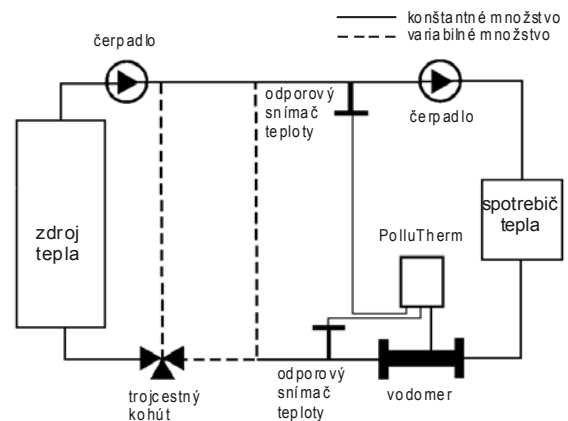 konštantné množstvo
variabilné množstvo
čerpadlo
odporový
snímač
teploty
čerpadlo
zdroj
tepla
spotrebič
tepla
PolluTherm
trojcestný
kohút
odporový
snímač
teploty
vodomer